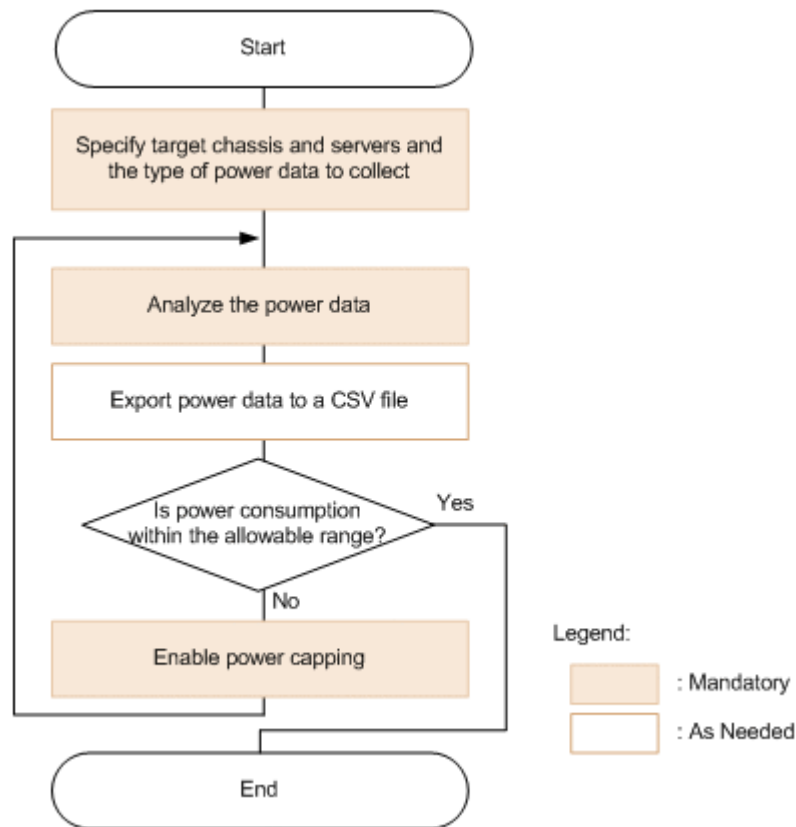 Start
Specify target chassis and servers and
the type of power data to collect
Analyze the power data
Export power data to a CSV file
Is power consumption
within the allowable range?
Yes
No
Enable power capping
End
Legend:
: Mandatory
: As Needed